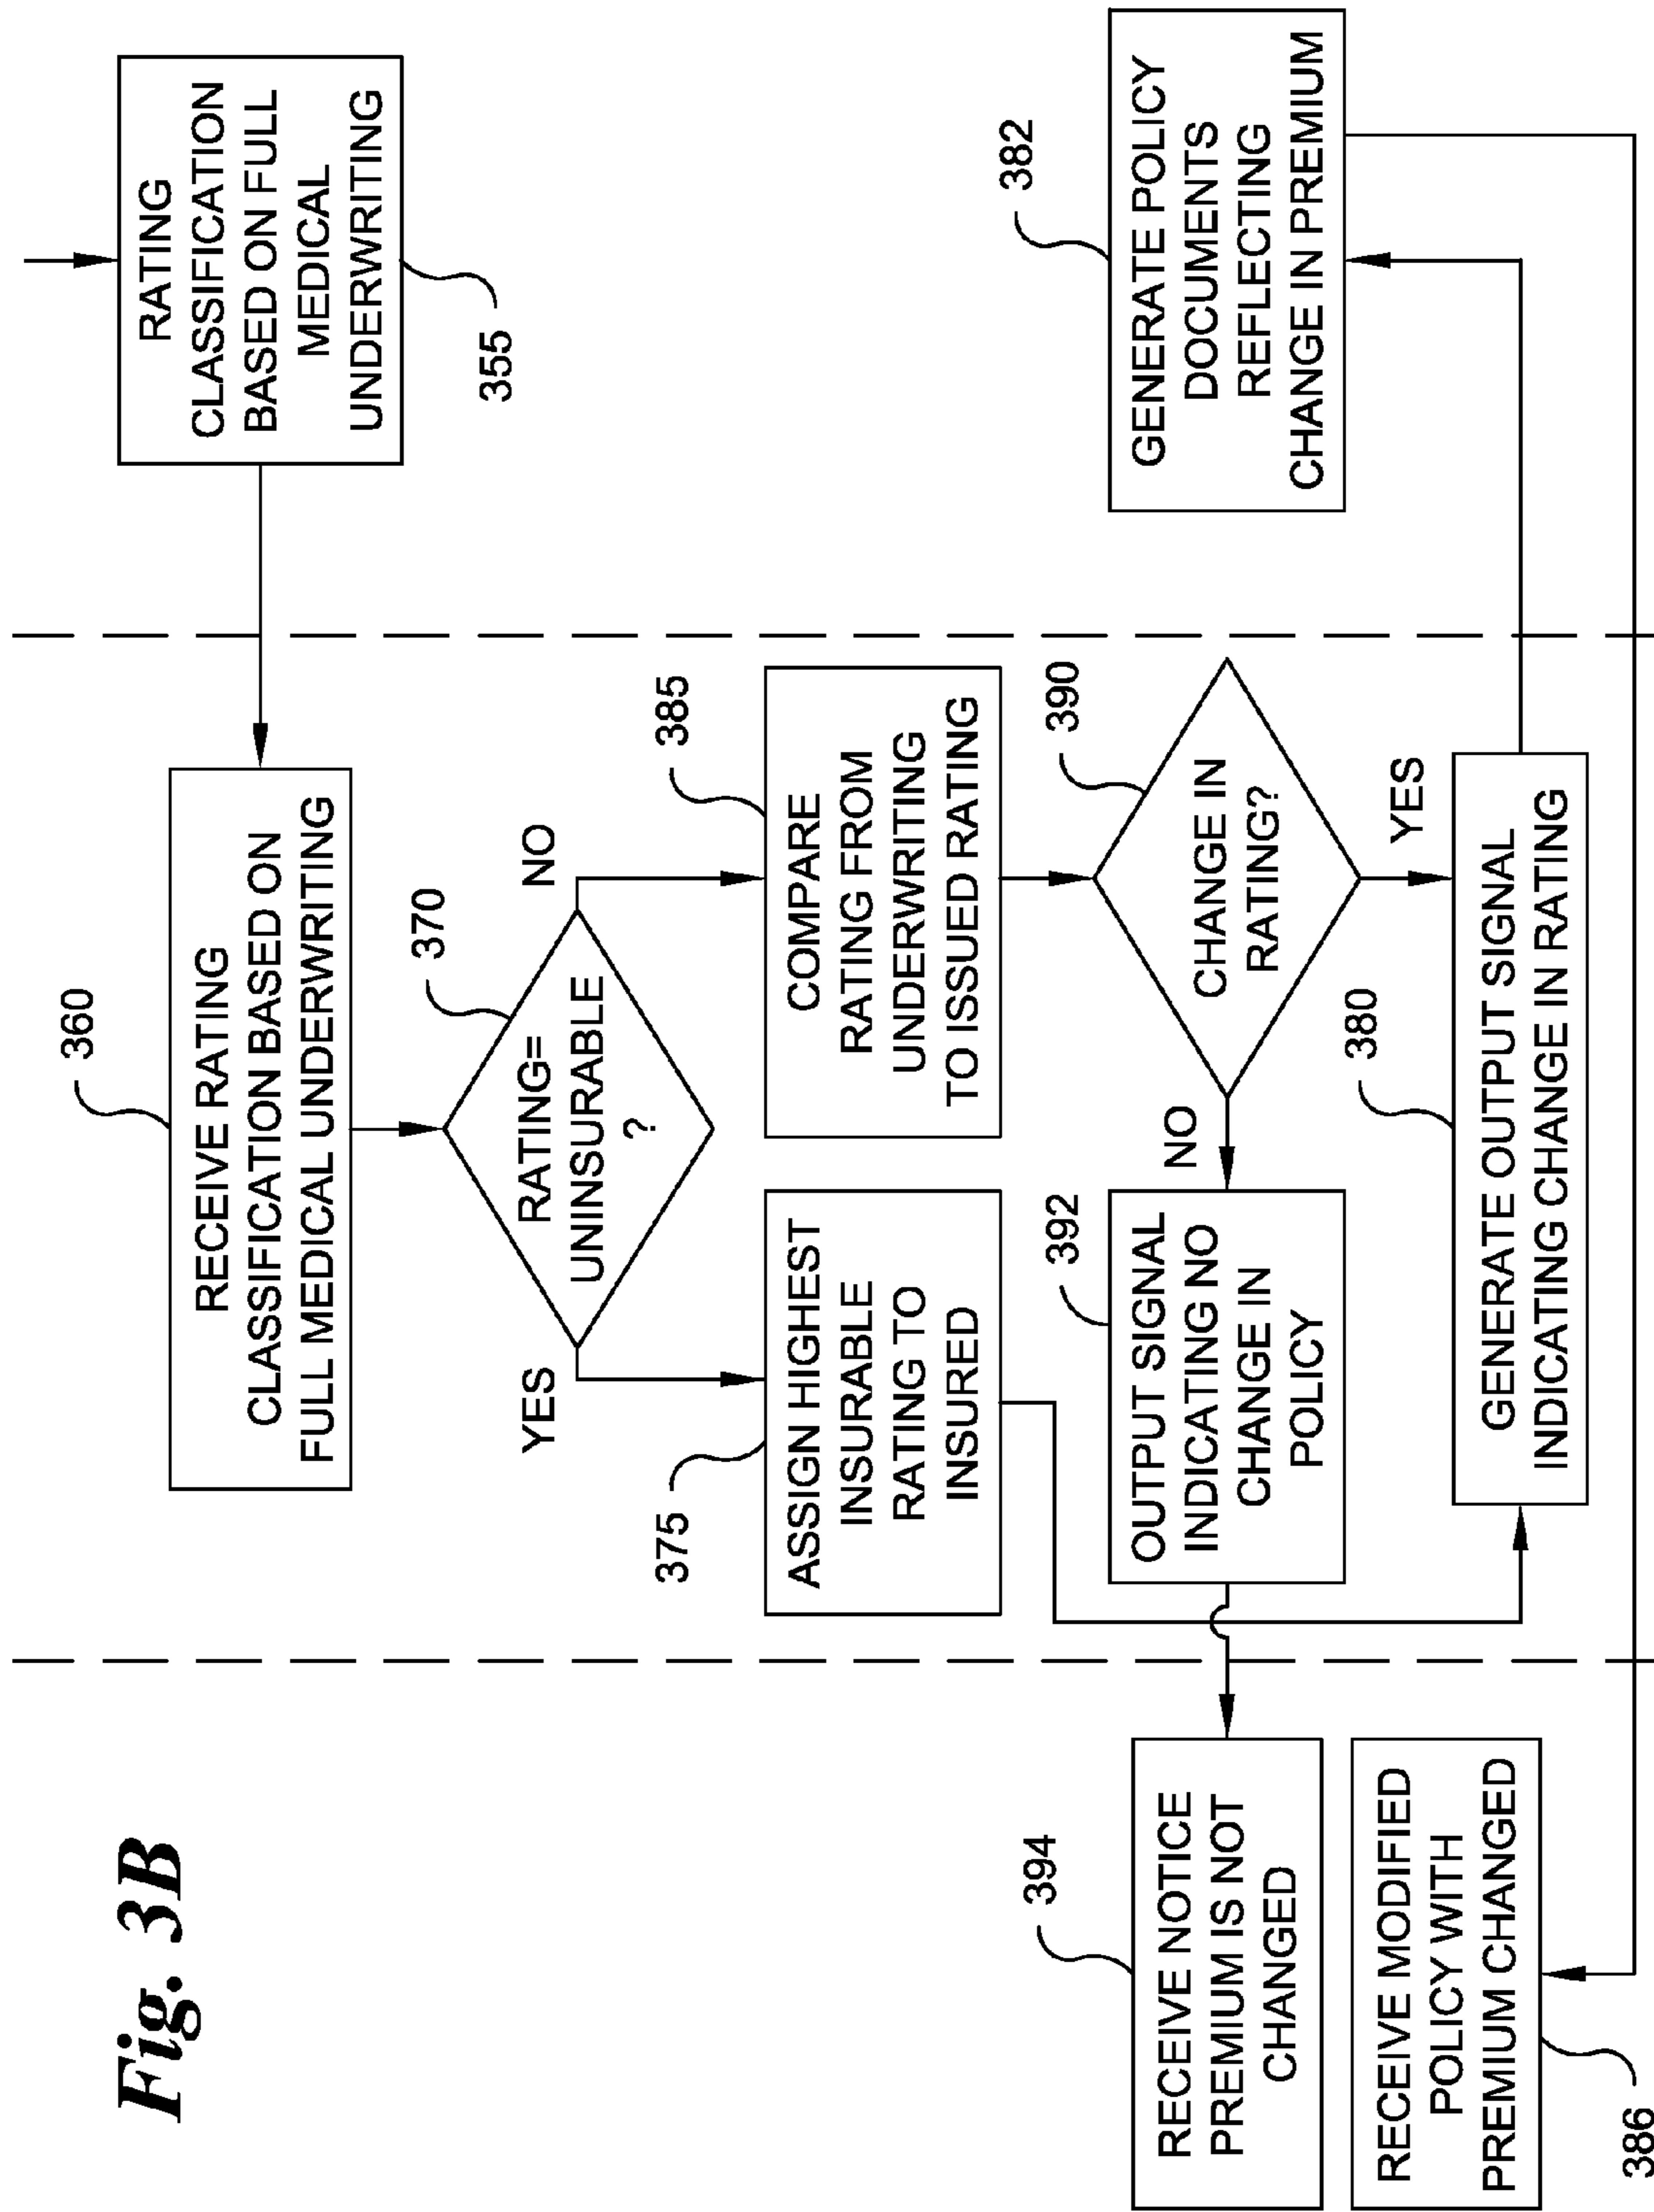 Fig. 3B
RATING
CLASSIFICATION
BASED ON FULL
MEDICAL
UNDERWRITING
355
360
RECEIVE RATING
CLASSIFICATION BASED ON
FULL MEDICAL UNDERWRITING
370
RATING=
UNINSURABLE
?
YES
NO
375
ASSIGN HIGHEST
INSURABLE
RATING TO
INSURED
385
COMPARE
RATING FROM
UNDERWRITING
TO ISSUED RATING
390
CHANGE IN
RATING?
NO
YES
392
OUTPUT SIGNAL
INDICATING NO
CHANGE IN
POLICY
394
RECEIVE NOTICE
PREMIUM IS NOT
CHANGED
380
GENERATE OUTPUT SIGNAL
INDICATING CHANGE IN RATING
382
GENERATE POLICY
DOCUMENTS
REFLECTING
CHANGE IN PREMIUM
RECEIVE MODIFIED
POLICY WITH
PREMIUM CHANGED
386